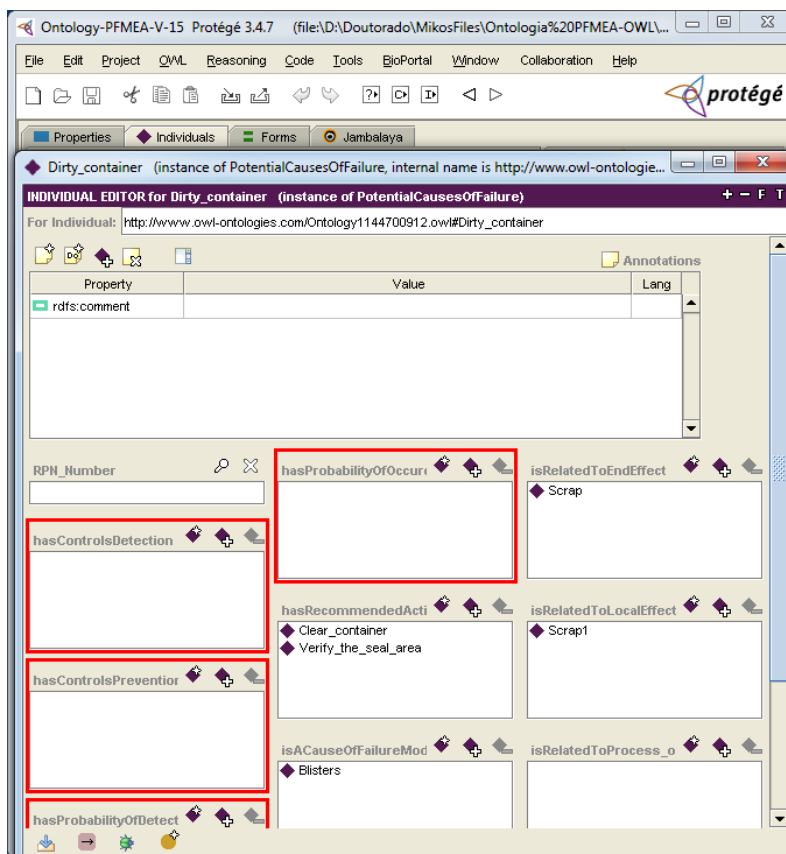 Ontology-PFMEA-V-15 Protégé 3.4.7 (file:\D:\Doutorado\MikosFiles\Ontologia%20PFMEA-OWL\...
File Edit Project OWL Reasoning Code Tools BioPortal Window Collaboration Help
protégé
Properties Individuals Forms Jambalaya
Dirty_container (instance of PotentialCausesOfFailure, internal name is http://www.owl-ontologie...
INDIVIDUAL EDITOR for Dirty_container (instance of PotentialCausesOfFailure) + - F T
For Individual: http://www.owl-ontologies.com/Ontology1144700912.owl#Dirty_container
Annotations
Property Value Lang
rdfs:comment
RPN_Number
hasControlsDetection
hasControlsPrevention
hasProbabilityOfDetect
hasProbabilityOfOccure
hasRecommendedActi
Clear_container
Verify_the_seal_area
isACauseOfFailureMod
Blisters
isRelatedToEndEffect
Scrap
isRelatedToLocalEffect
Scrap1
isRelatedToProcess_o